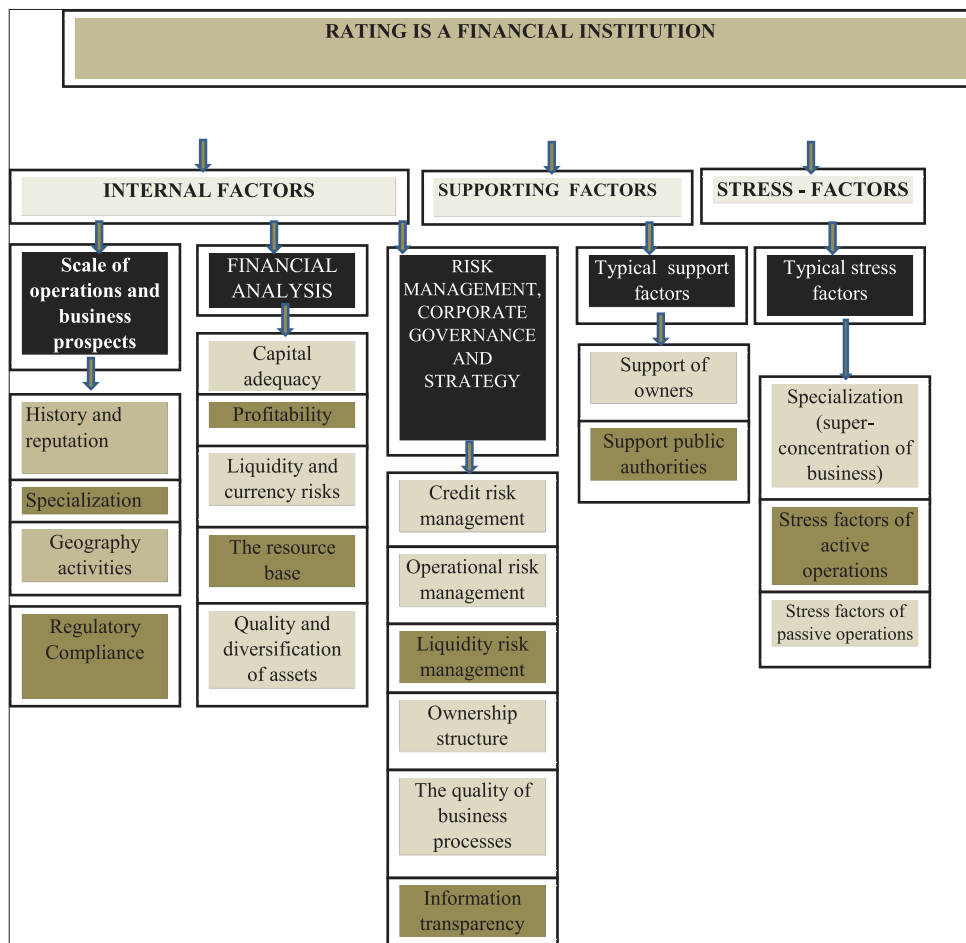 RATING IS A FINANCIAL INSTITUTION
INTERNAL FACTORS
SUPPORTING FACTORS
STRESS - FACTORS
Scale of
operations and
business
prospects
FINANCIAL
ANALYSIS
RISK
MANAGEMENT,
CORPORATE
GOVERNANCE
AND
STRATEGY
Typical support
factors
Typical stress
factors
History and
reputation
Specialization
Geography
activities
Regulatory
Compliance
Capital
adequacy
Profitability
Liquidity and
currency risks
The resource
base
Quality and
diversification
of assets
Credit risk
management
Operational risk
management
Liquidity risk
management
Ownership
structure
The quality of
business
processes
Information
transparency
Support of
owners
Support public
authorities
Specialization
(super-
concentration of
business)
Stress factors of
active
operations
Stress factors of
passive operations